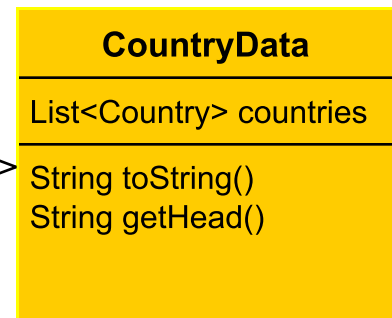 CountryData
List<Country> countries
String toString()
String getHead()